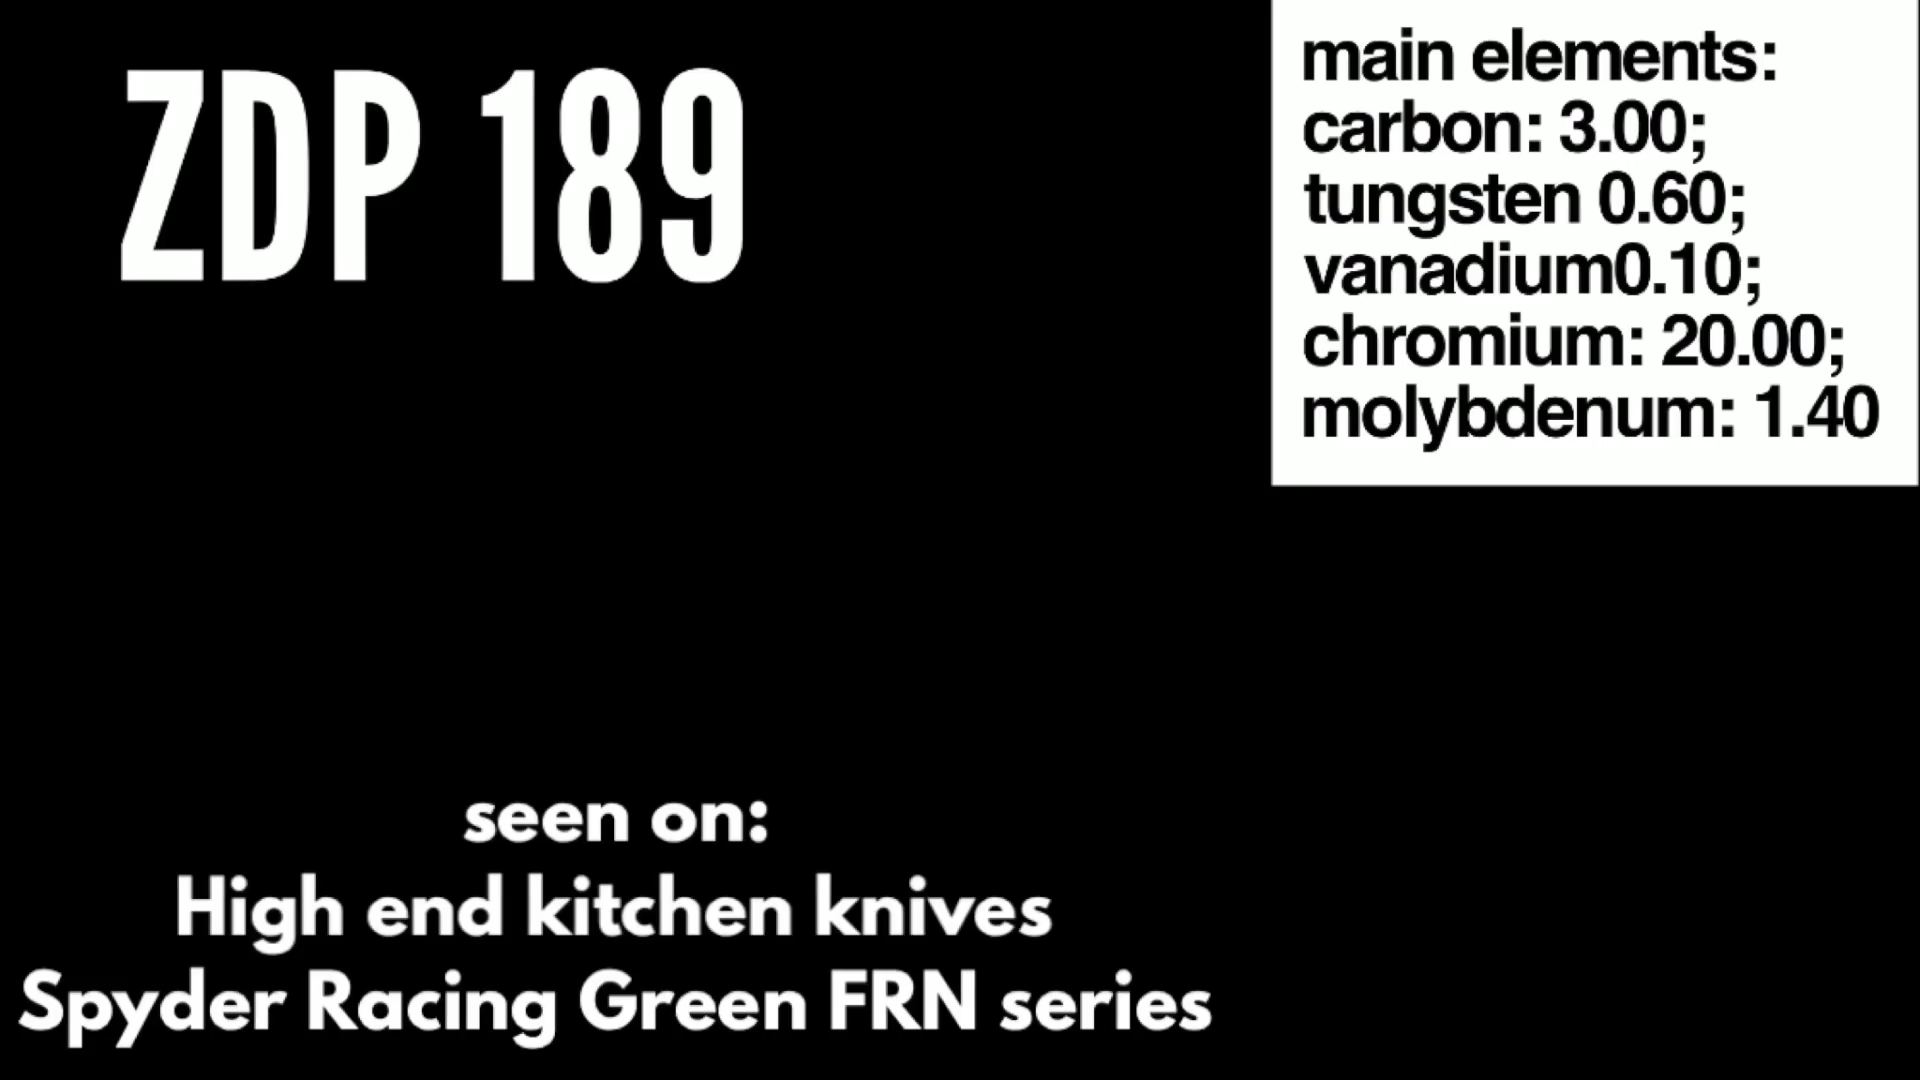 ZDP 189
main elements:
carbon: 3.00;
tungsten 0.60;
vanadium0.10;
chromium: 20.00;
molybdenum: 1.40
seen on:
High end kitchen knives
Spyder Racing Green FRN series